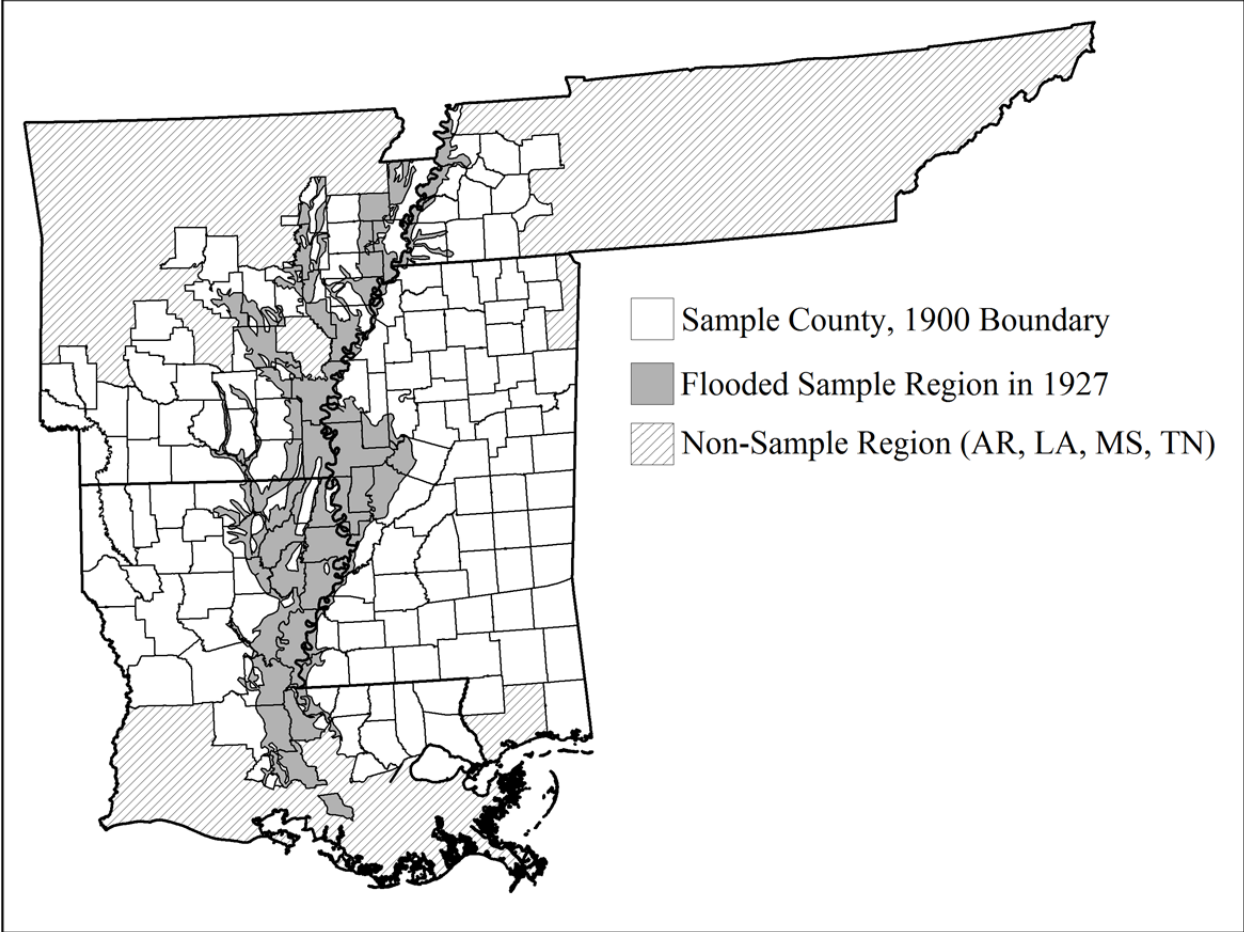 Sample County, 1900 Boundary
Flooded Sample Region in 1927
Non-Sample Region (AR, LA, MS, TN)